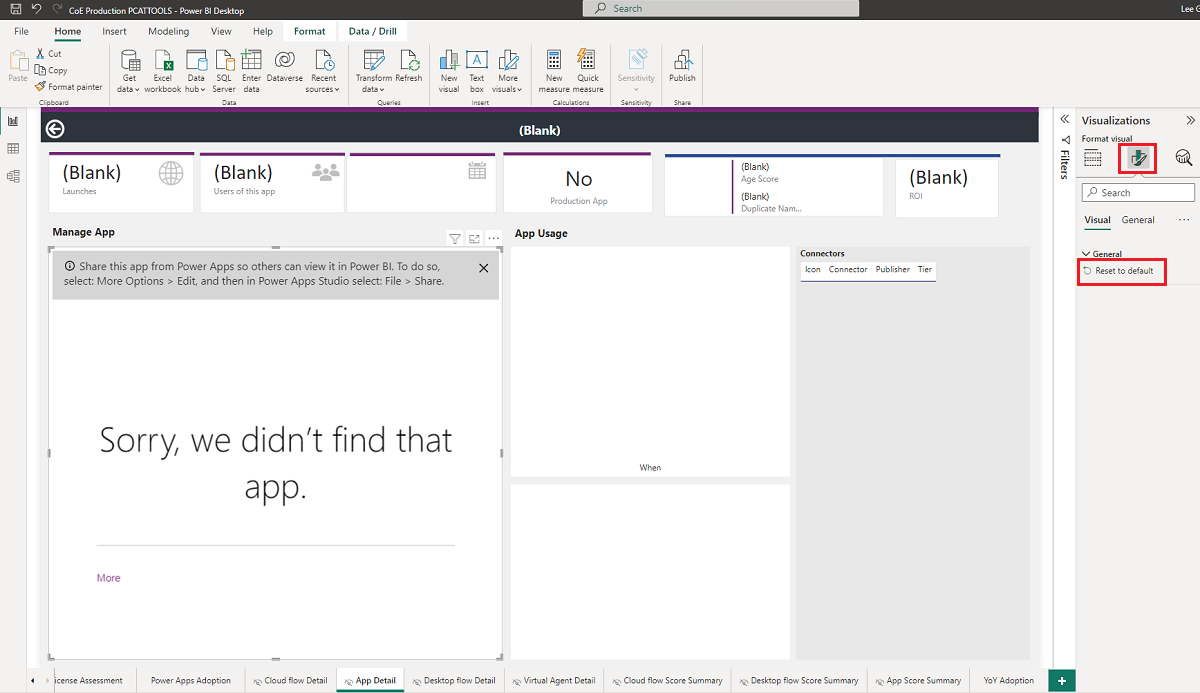 CoE Production PCATTOOLS - Power BI Desktop
Search
Lee G
File Home Insert Modeling View Help Format Data / Drill
Paste
Cut
Copy
Format painter
Clipboard
Get data
Excel workbook
Data hub
SQL Server
Enter data
Dataverse
Recent sources
Data
Transform data
Refresh
Queries
New visual
Text box
More visuals
Insert
New measure
Quick measure
Calculations
Sensitivity
Sensitivity
Publish
Share
(Blank)
(Blank)
Launches
(Blank)
Users of this app
No
Production App
(Blank)
Age Score
(Blank)
Duplicate Nam...
(Blank)
ROI
Manage App
Share this app from Power Apps so others can view it in Power BI. To do so,
select: More Options > Edit, and then in Power Apps Studio select: File > Share.
Sorry, we didn't find that
app.
More
App Usage
When
Connectors
Icon Connector Publisher Tier
Filters
Visualizations
Format visual
Search
Visual General
General
Reset to default
icense Assessment Power Apps Adoption Cloud flow Detail App Detail Desktop flow Detail Virtual Agent Detail Cloud flow Score Summary Desktop flow Score Summary App Score Summary YoY Adoption